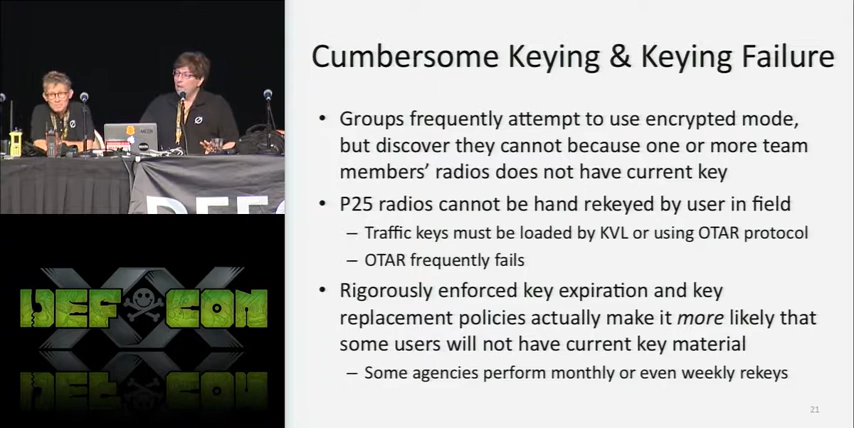 Cumbersome Keying & Keying Failure
• Groups frequently attempt to use encrypted mode,
but discover they cannot because one or more team
members' radios does not have current key
• P25 radios cannot be hand rekeyed by user in field
– Traffic keys must be loaded by KVL or using OTAR protocol
– OTAR frequently fails
• Rigorously enforced key expiration and key
replacement policies actually make it more likely that
some users will not have current key material
– Some agencies perform monthly or even weekly rekeys
21
DEF CON
XX